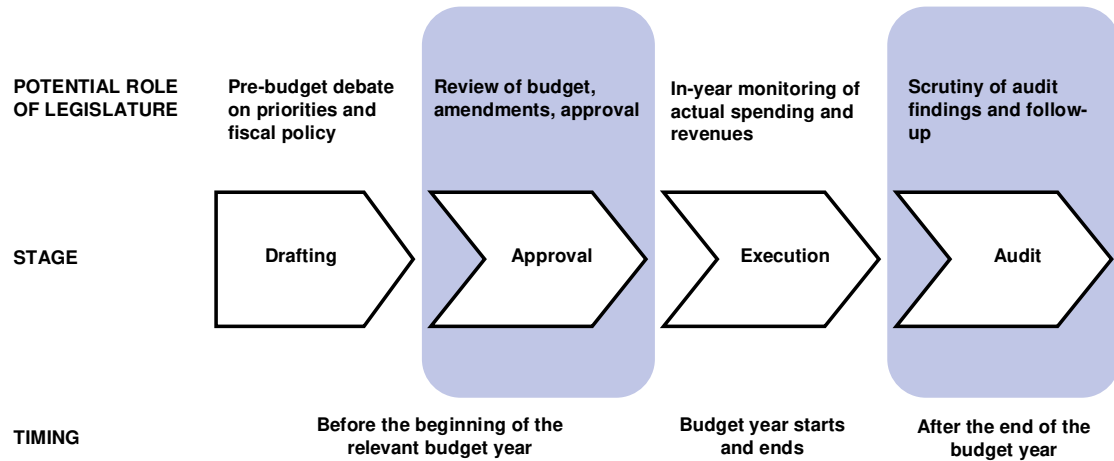 POTENTIAL ROLE
OF LEGISLATURE
Pre-budget debate
on priorities and
fiscal policy
Review of budget,
amendments, approval
In-year monitoring of
actual spending and
revenues
Scrutiny of audit
findings and follow-
up
STAGE
Drafting
Approval
Execution
Audit
TIMING
Before the beginning of the
relevant budget year
Budget year starts
and ends
After the end of the
budget year